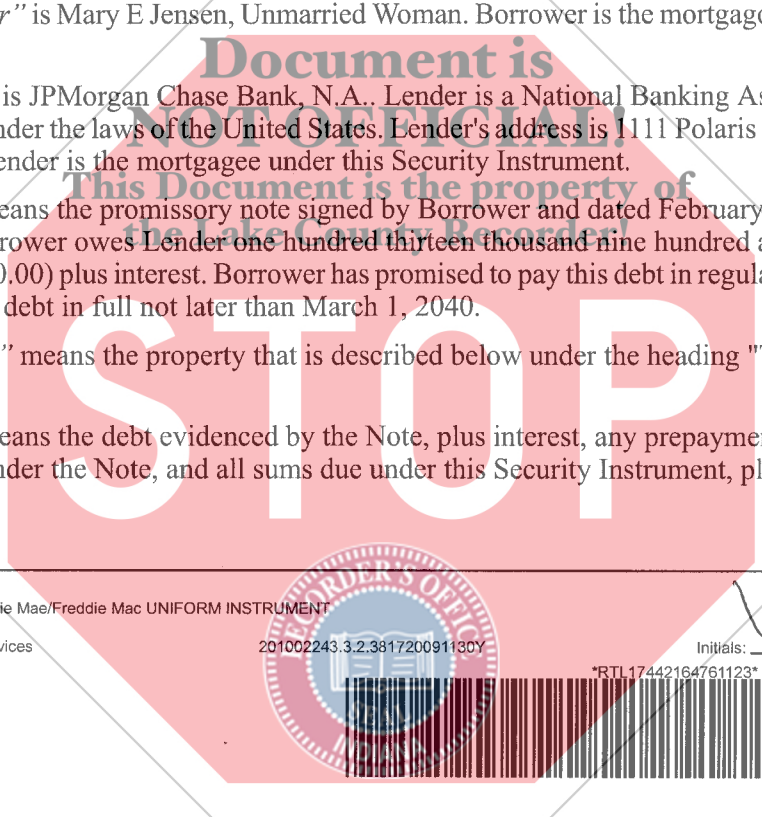 r" is Mary E Jensen, Unmarried Woman. Borrower is the mortgago
Document is
is JPMorgan Chase Bank, N.A.. Lender is a National Banking As
NOT OFFICIAL!
nder the laws of the United States. Lender's address is 1111 Polaris
ender is the mortgagee under this Security Instrument.
This Document is the property of
eans the promissory note signed by Borrower and dated February
the Lake County Recorder!
rower owes Lender one hundred thirteen thousand nine hundred a
0.00) plus interest. Borrower has promised to pay this debt in regula
debt in full not later than March 1, 2040.
" means the property that is described below under the heading "T
STOP
eans the debt evidenced by the Note, plus interest, any prepayme
nder the Note, and all sums due under this Security Instrument, pl
RECORDER'S OFFICE
ie Mae/Freddie Mac UNIFORM INSTRUMENT
vices 201002243.3.2.381720091130Y Initials:
*RTL17442164761123*
SEAL
INDIANA